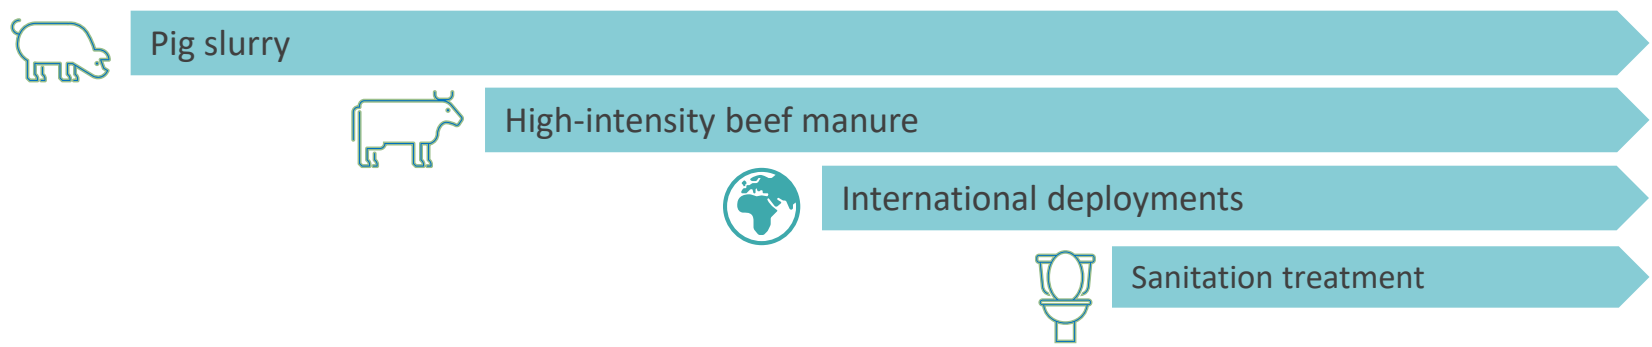 Pig slurry
High-intensity beef manure
International deployments
Sanitation treatment